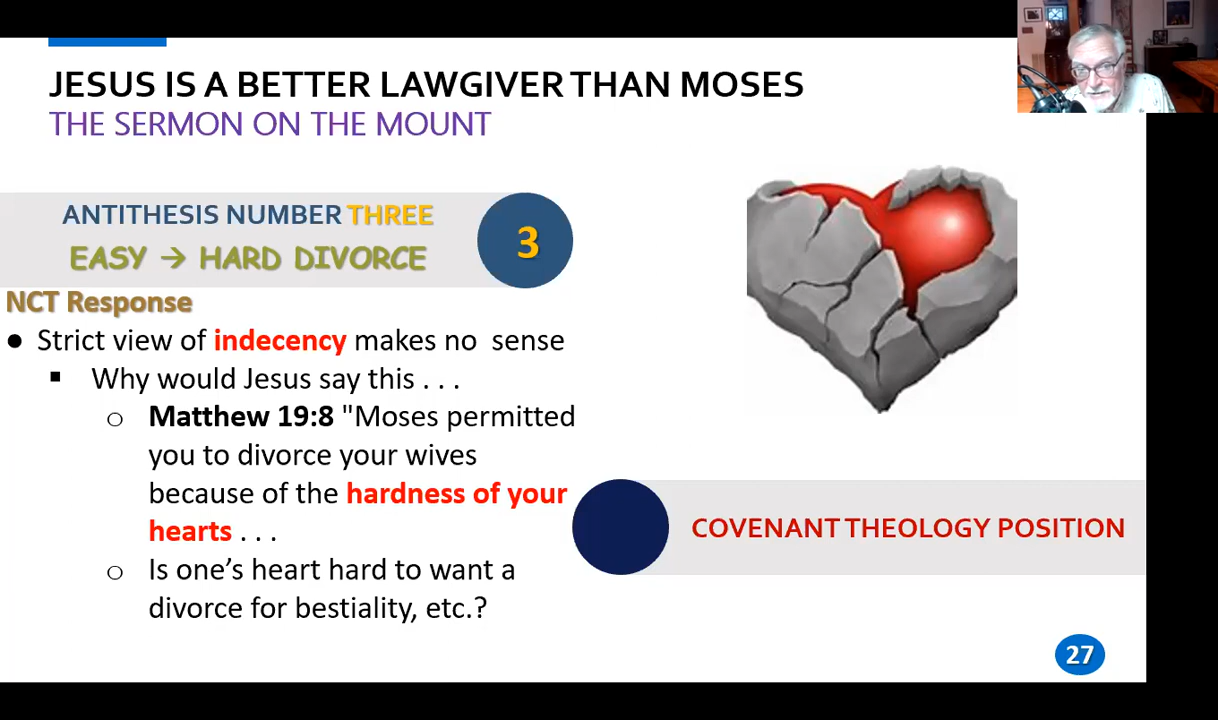 JESUS IS A BETTER LAWGIVER THAN MOSES
THE SERMON ON THE MOUNT
ANTITHESIS NUMBER THREE
EASY → HARD DIVORCE
3
NCT Response
● Strict view of indecency makes no sense
▪ Why would Jesus say this . . .
o Matthew 19:8 "Moses permitted
you to divorce your wives
because of the hardness of your
hearts . . .
o Is one’s heart hard to want a
divorce for bestiality, etc.?
COVENANT THEOLOGY POSITION
27